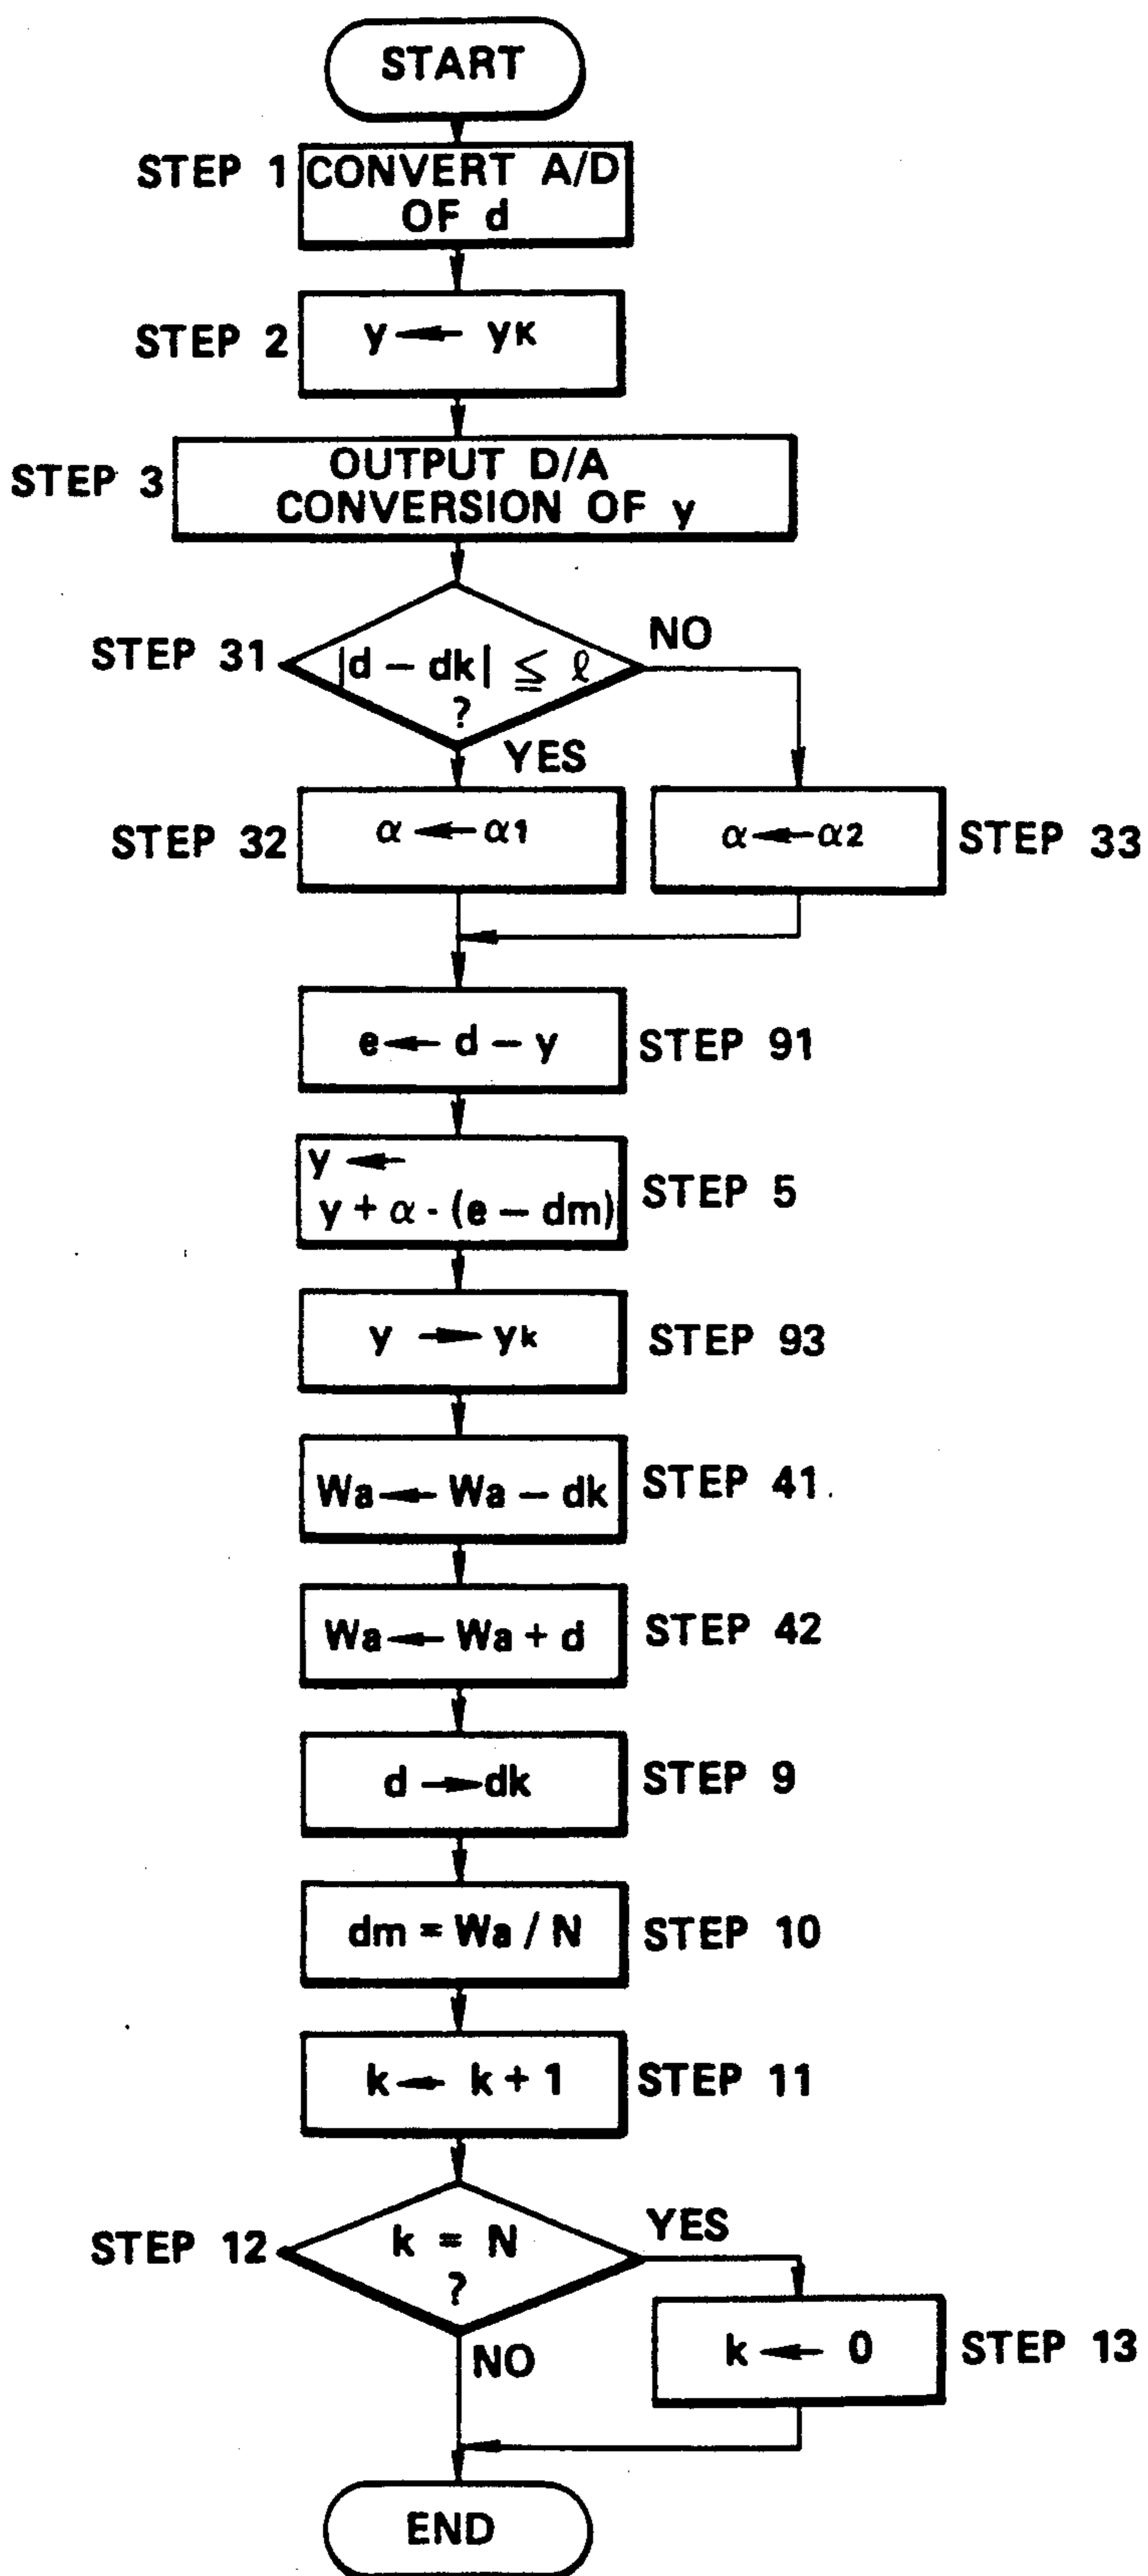 START
STEP 1
CONVERT A/D
OF d
STEP 2
y ← yK
STEP 3
OUTPUT D/A
CONVERSION OF y
STEP 31
|d − dk| ≦ ℓ
?
NO
YES
STEP 32
α ← α1
α ← α2
STEP 33
e ← d − y
STEP 91
y ←
y + α · (e − dm)
STEP 5
y → yk
STEP 93
Wa ← Wa − dk
STEP 41
Wa ← Wa + d
STEP 42
d → dk
STEP 9
dm = Wa / N
STEP 10
k ← k + 1
STEP 11
STEP 12
k = N
?
YES
NO
k ← 0
STEP 13
END